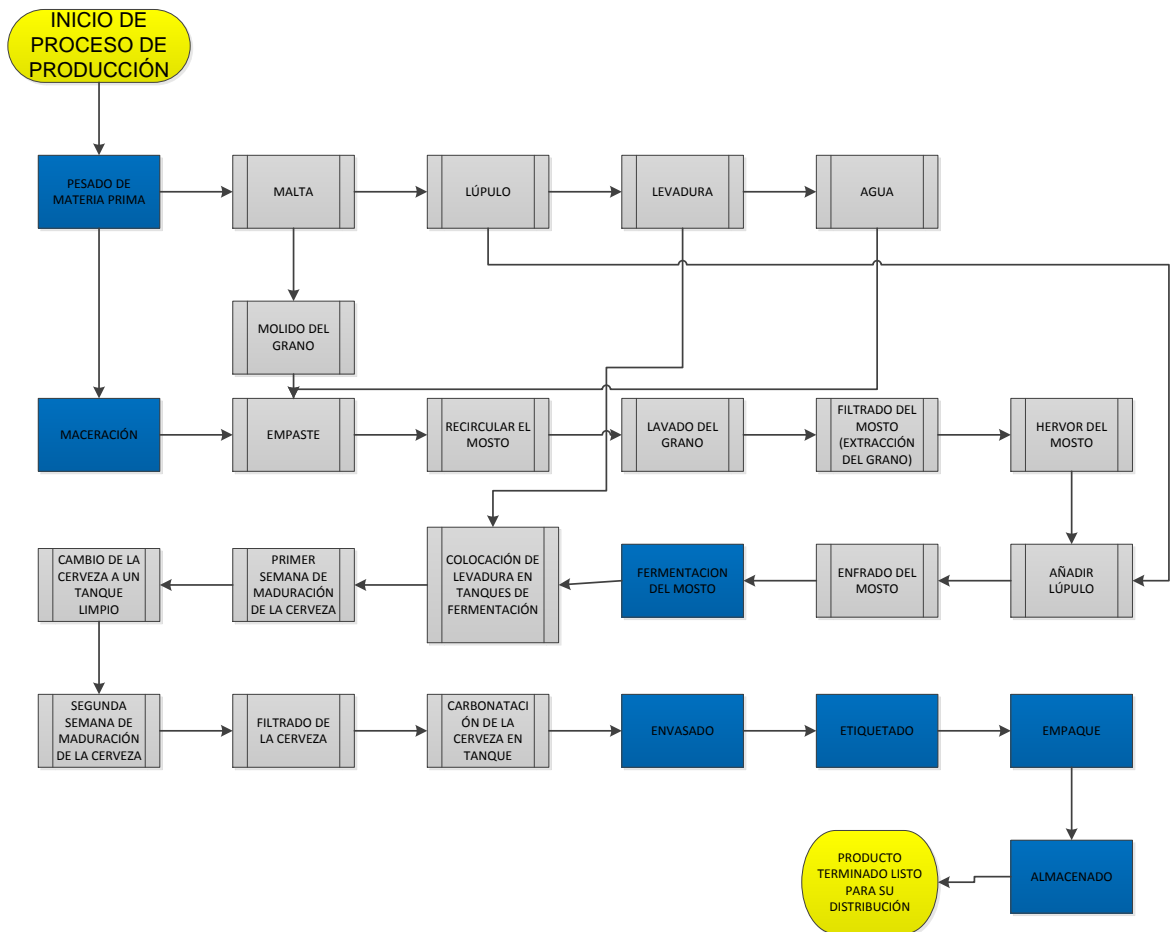 INICIO DE
PROCESO DE
PRODUCCIÓN
PESADO DE
MATERIA PRIMA
MALTA
LÚPULO
LEVADURA
AGUA
MOLIDO DEL
GRANO
MACERACIÓN
EMPASTE
RECIRCULAR EL
MOSTO
LAVADO DEL
GRANO
FILTRADO DEL
MOSTO
(EXTRACCIÓN
DEL GRANO)
HERVOR DEL
MOSTO
AÑADIR
LÚPULO
ENFRADO DEL
MOSTO
FERMENTACION
DEL MOSTO
COLOCACIÓN DE
LEVADURA EN
TANQUES DE
FERMENTACIÓN
PRIMER
SEMANA DE
MADURACIÓN
DE LA CERVEZA
CAMBIO DE LA
CERVEZA A UN
TANQUE
LIMPIO
SEGUNDA
SEMANA DE
MADURACIÓN
DE LA CERVEZA
FILTRADO DE
LA CERVEZA
CARBONATACI
ÓN DE LA
CERVEZA EN
TANQUE
ENVASADO
ETIQUETADO
EMPAQUE
ALMACENADO
PRODUCTO
TERMINADO LISTO
PARA SU
DISTRIBUCIÓN